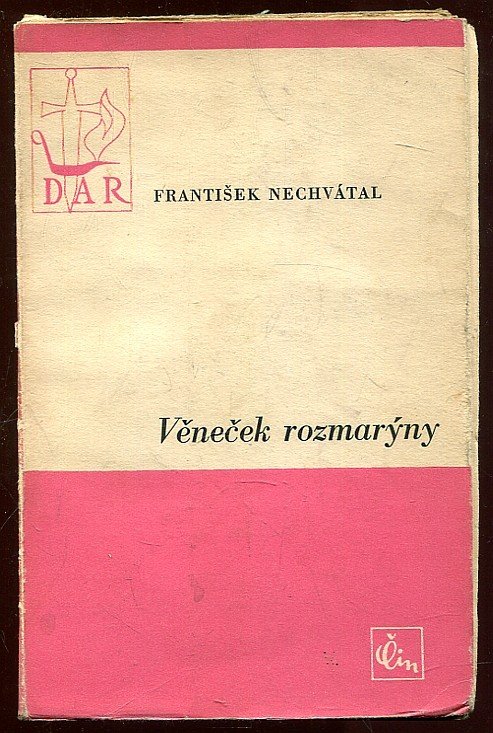 DAR
FRANTIŠEK NECHVÁTAL
Věneček rozmarýny
Čin